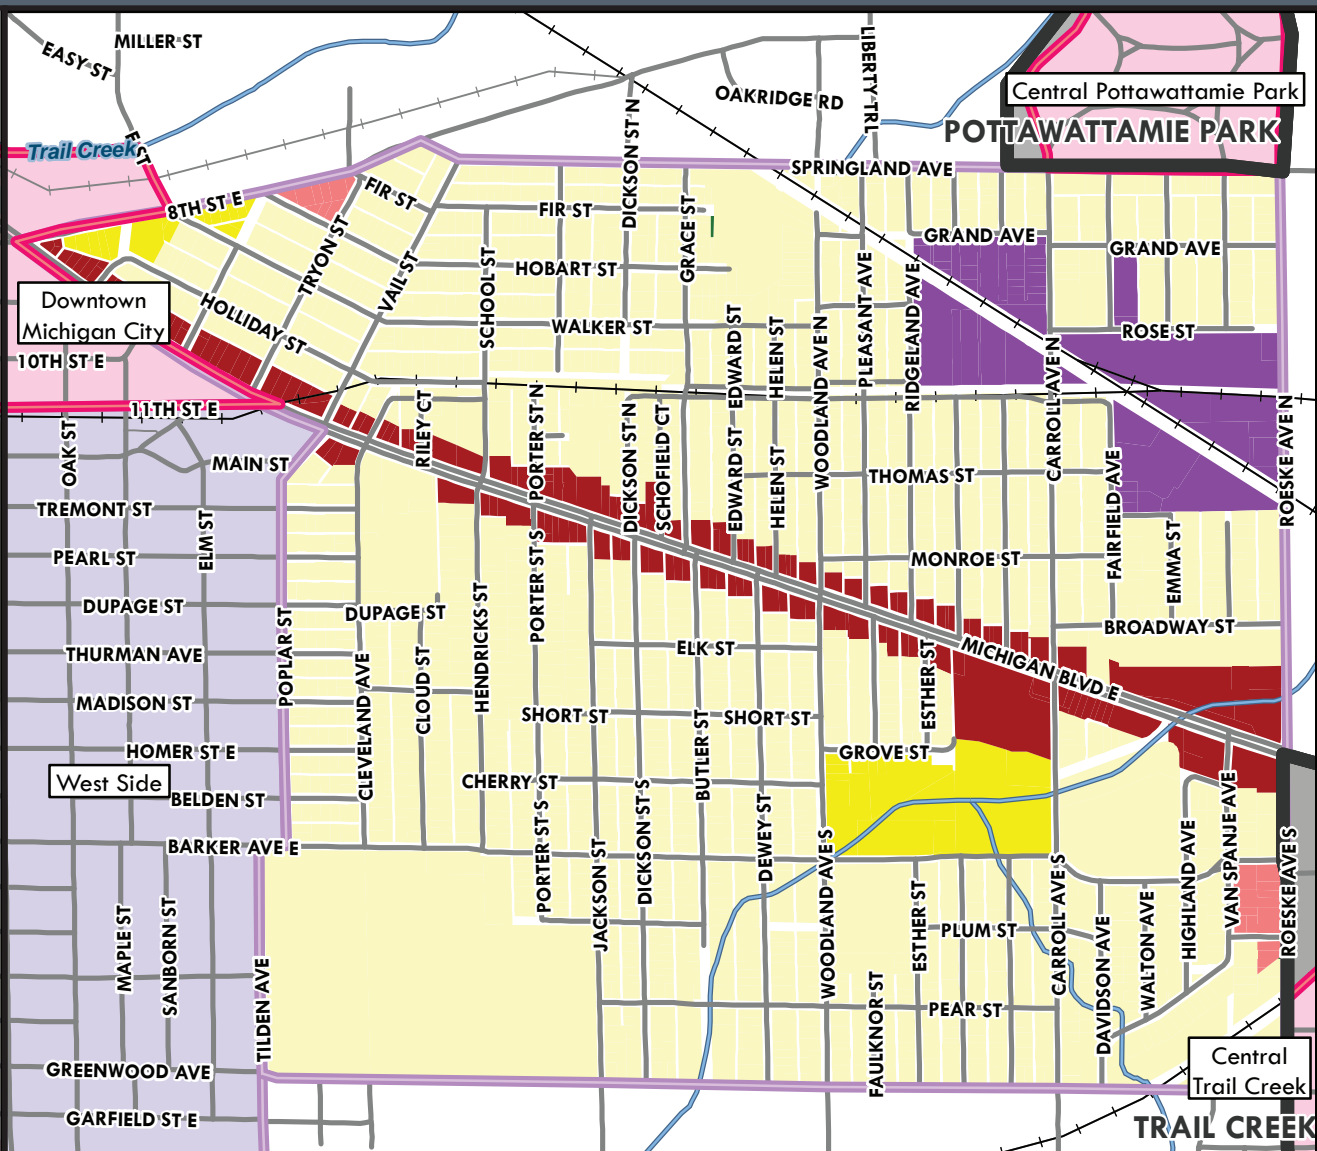 MILLER ST
EASY ST
LIBERTY TRL
OAKRIDGE RD
Central Pottawattamie Park
POTTAWATTAMIE PARK
Trail Creek
E ST
DICKSON ST N
SPRINGLAND AVE
8TH ST E
FIR ST
FIR ST
GRACE ST
GRAND AVE
GRAND AVE
TRYON ST
VAIL ST
SCHOOL ST
HOBART ST
PLEASANT AVE
RIDGELAND AVE
Downtown
Michigan City
HOLLIDAY ST
WALKER ST
EDWARD ST
HELEN ST
WOODLAND AVE N
ROSE ST
CARROLL AVE N
10TH ST E
11TH ST E
RILEY CT
PORTER ST N
DICKSON ST N
SCHOFIELD CT
EDWARD ST
HELEN ST
ROSKE AVE N
OAK ST
MAIN ST
THOMAS ST
FAIRFIELD AVE
TREMONT ST
ELM ST
PEARL ST
PORTER ST S
MONROE ST
EMMA ST
DUPAGE ST
DUPAGE ST
HENDRICKS ST
BROADWAY ST
POPLAR ST
THURMAN AVE
ELK ST
ESTHER ST
MICHIGAN BLVD E
CLEVELAND AVE
CLOUD ST
MADISON ST
SHORT ST
SHORT ST
BUTLER ST
HOMER ST E
GROVE ST
West Side
BELDEN ST
CHERRY ST
PORTER ST S
DICKSON ST S
DEWEY ST
VAN SPANJE AVE
BARKER AVE E
JACKSON ST
WOODLAND AVE S
CARROLL AVE S
HIGHLAND AVE
ROESKE AVE S
MAPLE ST
SANBORN ST
ESTHER ST
PLUM ST
DAVIDSON AVE
WALTON AVE
TILDEN AVE
FAULKNOR ST
PEAR ST
GREENWOOD AVE
Central
Trail Creek
GARFIELD ST E
TRAIL CREEK